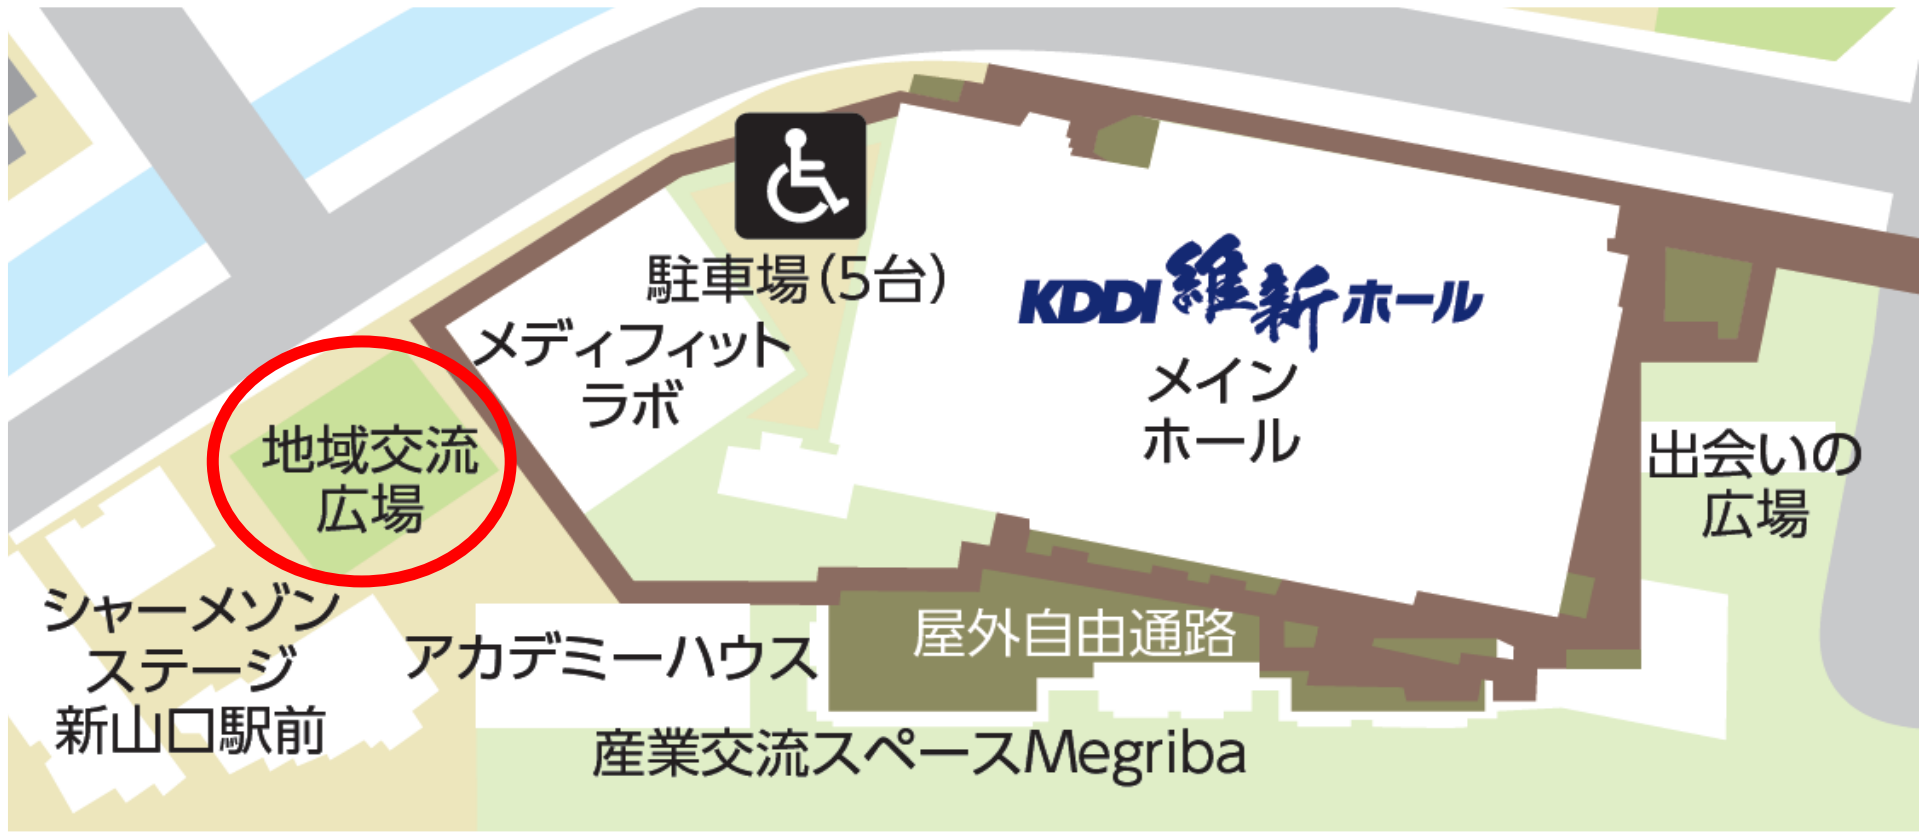 駐車場(5台)
KDDI維新ホール
メイン
ホール
メディフィット
ラボ
地域交流
広場
出会いの
広場
シャーメゾン
ステージ
新山口駅前
アカデミーハウス
屋外自由通路
産業交流スペースMegriba